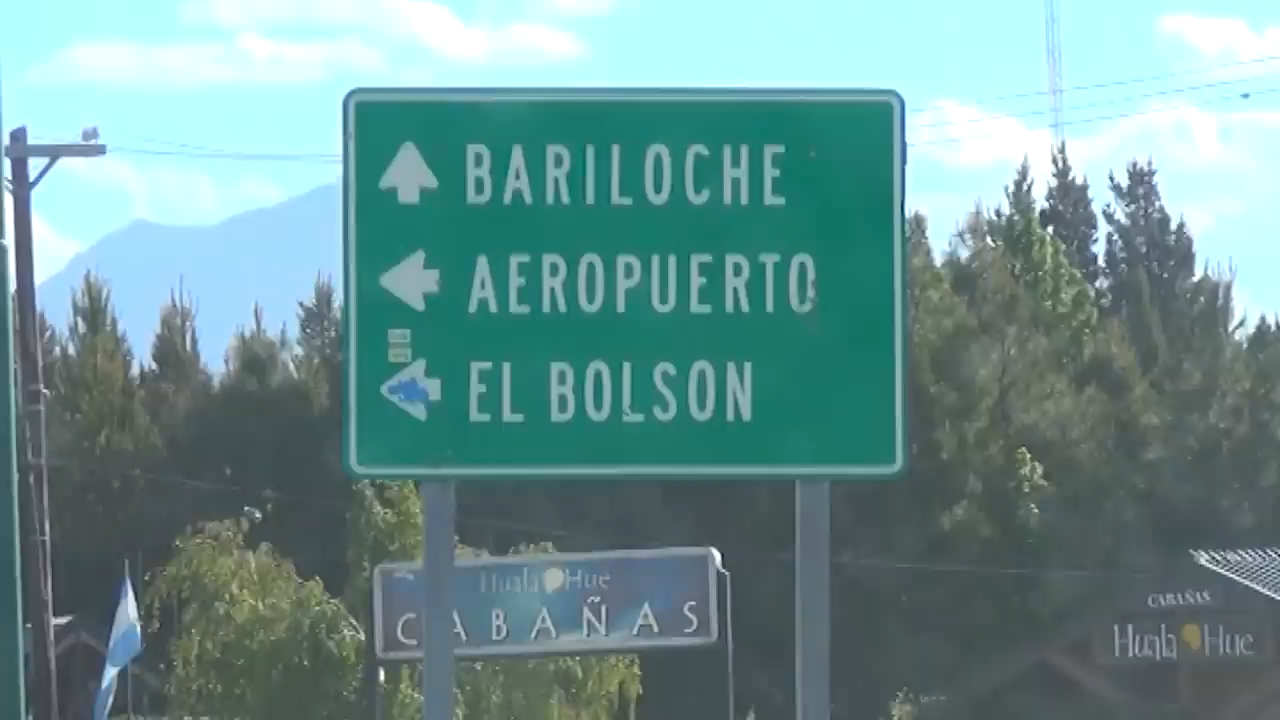 BARILOCHE
AEROPUERTO
EL BOLSON
Huala Hue
CABAÑAS
CABAÑAS
Huala Hue